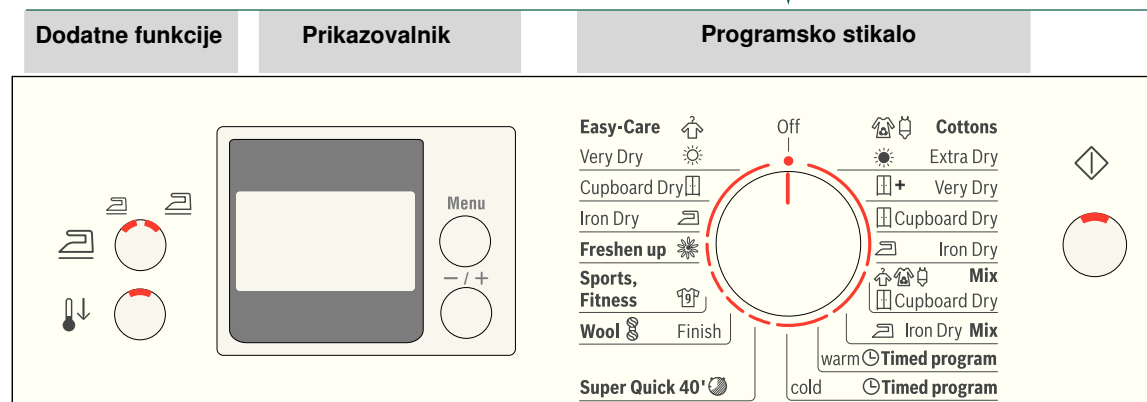 Dodatne funkcije
Prikazovalnik
Programsko stikalo
Menu
− / +
Off
Easy-Care
Very Dry
Cupboard Dry
Iron Dry
Freshen up
Sports,
Fitness
9
Wool Finish
Super Quick 40'
Cottons
Extra Dry
+ Very Dry
Cupboard Dry
Iron Dry
Mix
Cupboard Dry
Iron Dry Mix
warm Timed program
cold Timed program